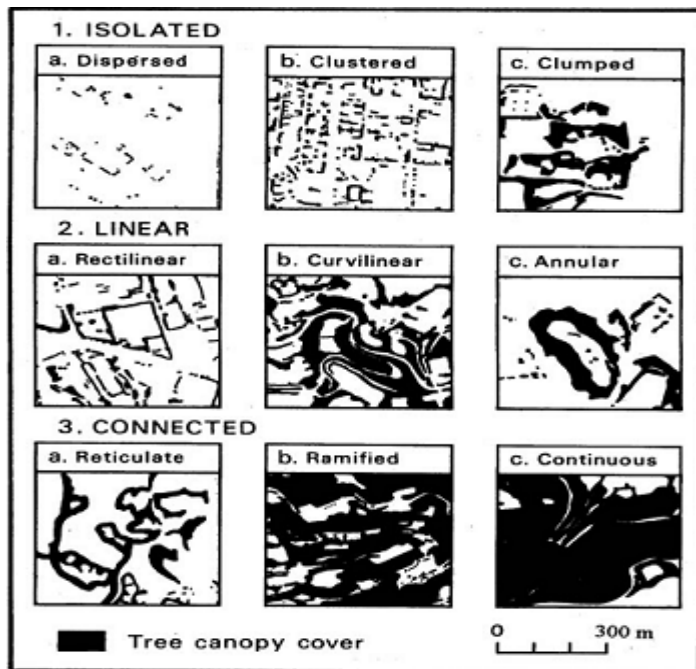 1. ISOLATED
a. Dispersed
b. Clustered
c. Clumped
2. LINEAR
a. Rectilinear
b. Curvilinear
c. Annular
3. CONNECTED
a. Reticulate
b. Ramified
c. Continuous
Tree canopy cover
0 300 m